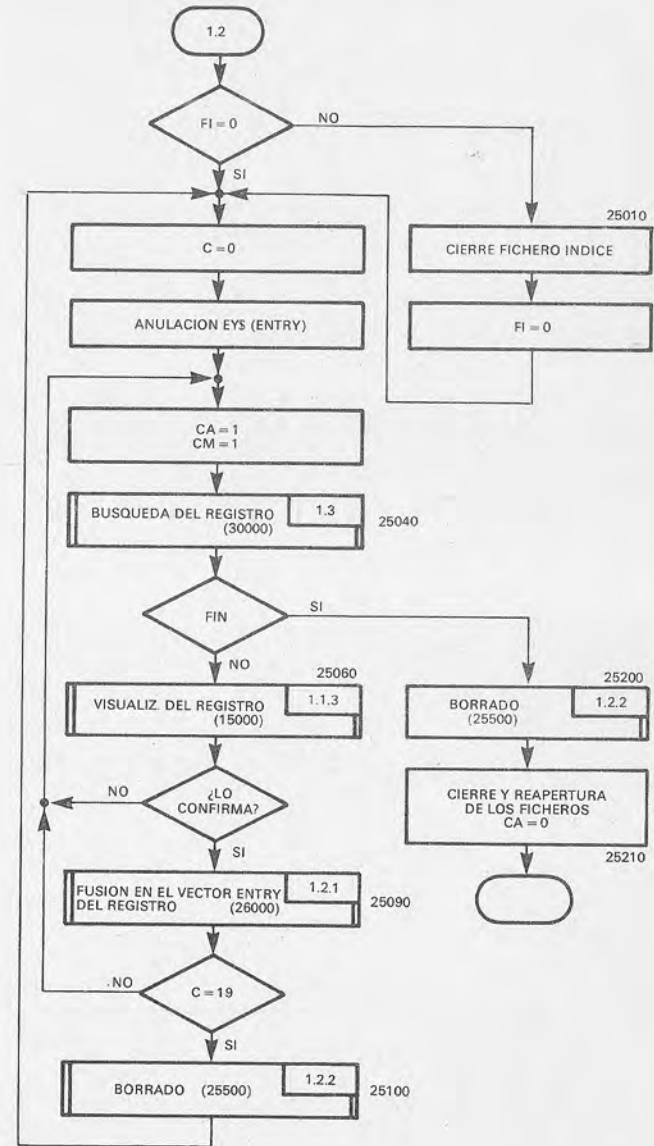 1.2
FI = 0
NO
SI
25010
C = 0
CIERRE FICHERO INDICE
ANULACION EY$ (ENTRY)
FI = 0
CA = 1
CM = 1
BUSQUEDA DEL REGISTRO
(30000)
1.3
25040
FIN
SI
NO
25060
VISUALIZ. DEL REGISTRO
(15000)
1.1.3
25200
BORRADO
(25500)
1.2.2
¿LO
CONFIRMA?
NO
SI
CIERRE Y REAPERTURA
DE LOS FICHEROS
CA = 0
25210
FUSION EN EL VECTOR ENTRY
DEL REGISTRO (26000)
1.2.1
25090
C = 19
NO
SI
BORRADO (25500)
1.2.2
25100